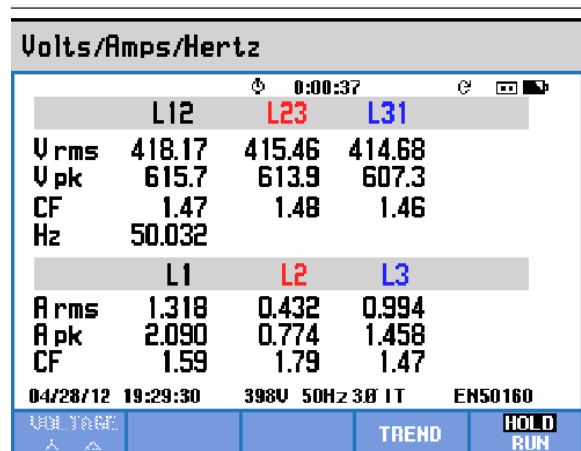 Volts/Amps/Hertz
0:00:37
L12 L23 L31
V rms 418.17 415.46 414.68
V pk 615.7 613.9 607.3
CF 1.47 1.48 1.46
Hz 50.032
L1 L2 L3
A rms 1.318 0.432 0.994
A pk 2.090 0.774 1.458
CF 1.59 1.79 1.47
04/28/12 19:29:30 398V 50Hz 3Ø IT EN50160
VOLTAGE TREND HOLD
RUN